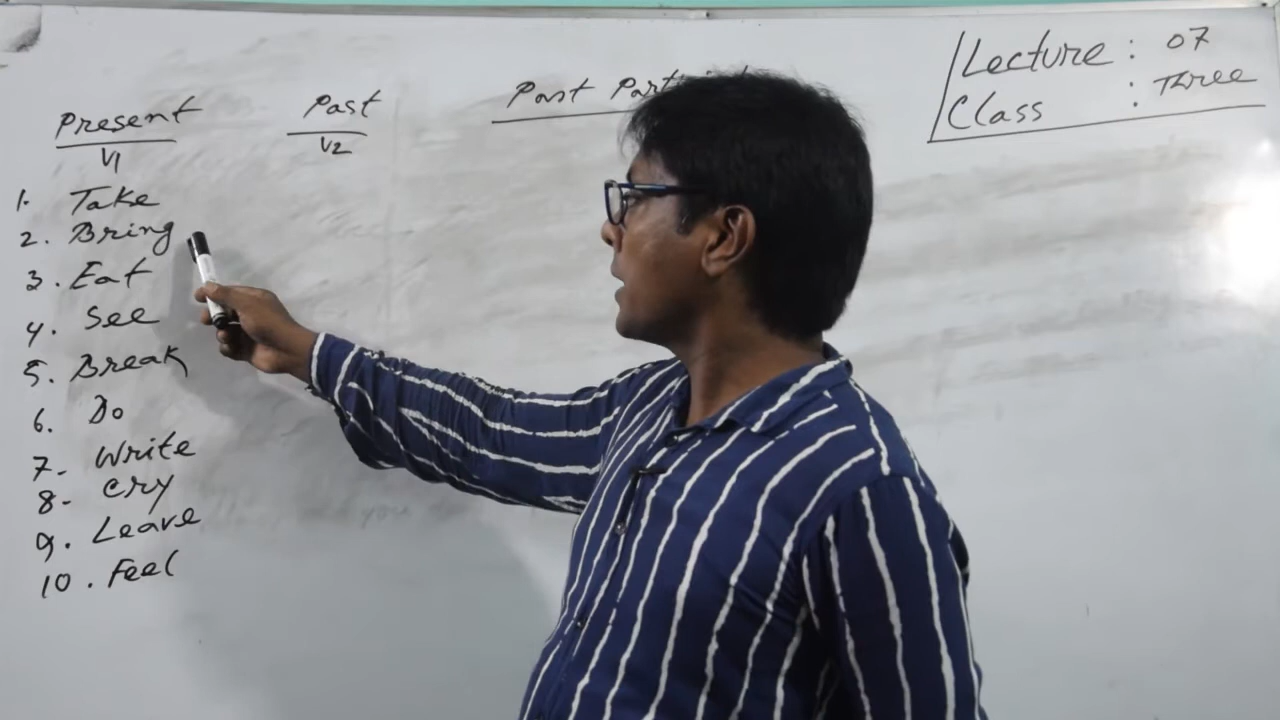 Lecture : 07
Class : Three
Present Past Past
V1 V2
1. Take
2. Bring
3. Eat
4. See
5. Break
6. Do
7- Write
8- Cry
9. Leave
10. Feel